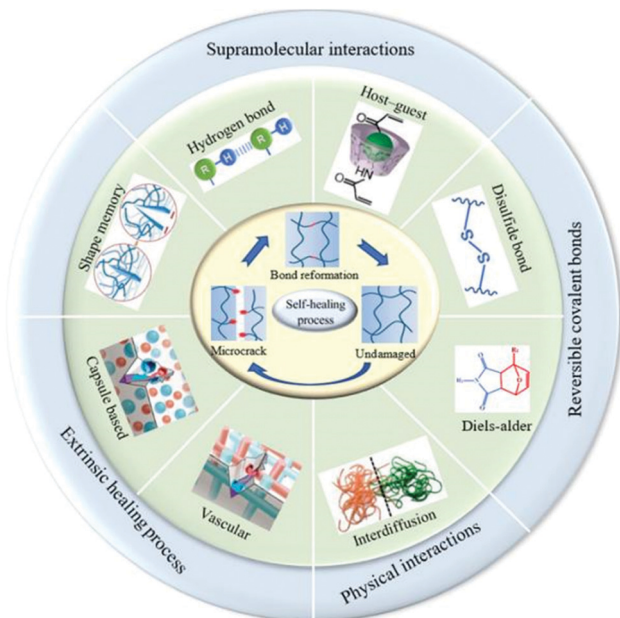 Supramolecular interactions
Hydrogen bond
R
H
R
H
Host–guest
O
HN
O
Disulfide bond
S
S
Shape memory
Reversible covalent bonds
Bond reformation
Self-healing
process
Microcrack
Undamaged
Capsule based
Diels-alder
O
N
O
O
Extrinsic healing process
Vascular
Interdiffusion
Physical interactions